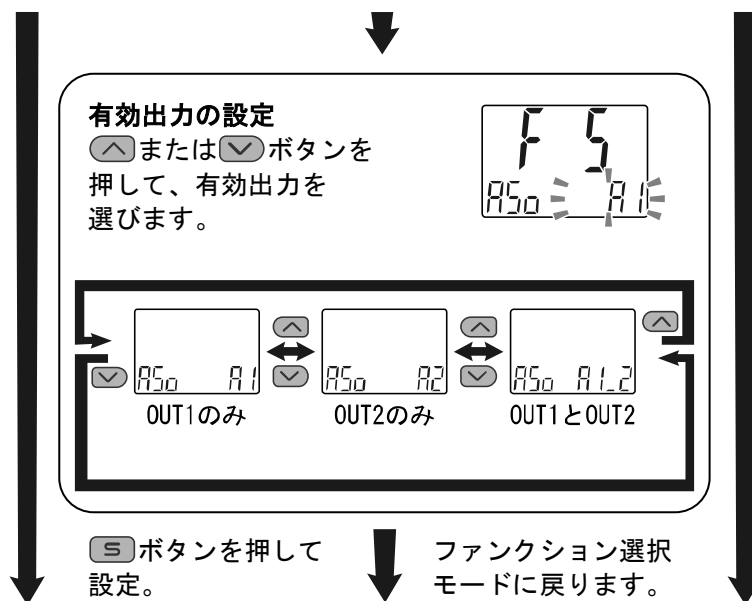 有効出力の設定
またはボタンを
押して、有効出力を
選びます。
F 5
ASo A1
ASo A1
ASo A2
ASo A1_2
OUT1のみ
OUT2のみ
OUT1とOUT2
S ボタンを押して
設定。
ファンクション選択
モードに戻ります。